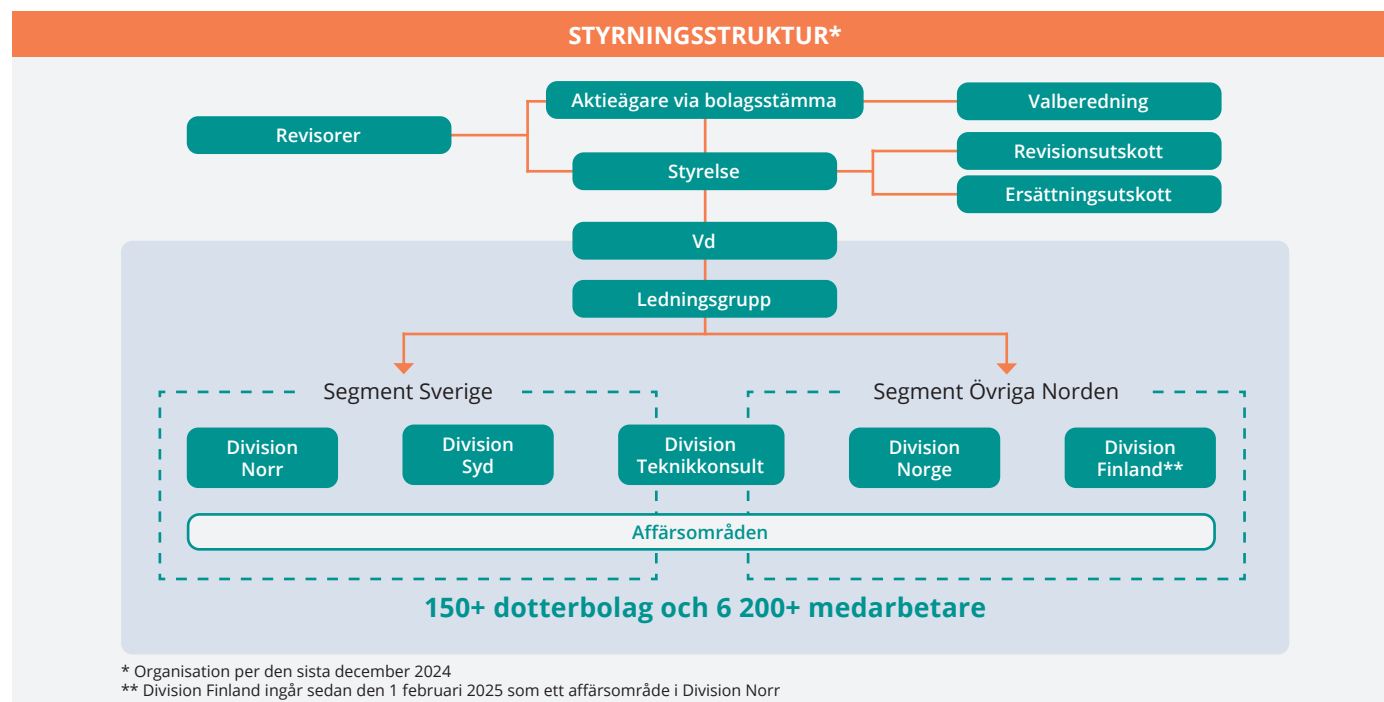 STYRNINGSSTRUKTUR*
Aktieägare via bolagsstämma
Valberedning
Revisorer
Revisionsutskott
Styrelse
Ersättningsutskott
Vd
Ledningsgrupp
Segment Sverige
Segment Övriga Norden
Division
Norr
Division
Syd
Division
Teknikkonsult
Division
Norge
Division
Finland**
Affärsområden
150+ dotterbolag och 6 200+ medarbetare
* Organisation per den sista december 2024
** Division Finland ingår sedan den 1 februari 2025 som ett affärsområde i Division Norr